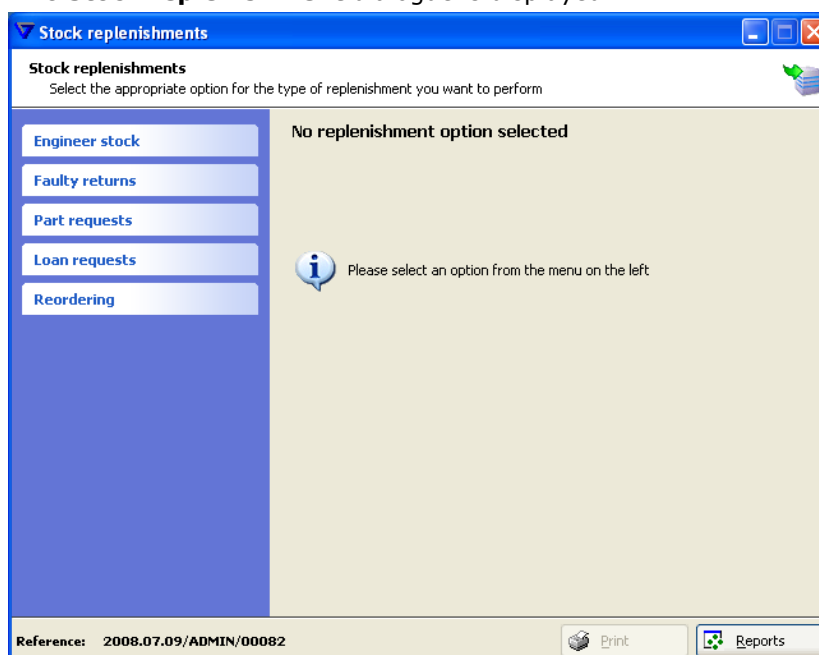 Stock replenishments
Stock replenishments
Select the appropriate option for the type of replenishment you want to perform
Engineer stock
Faulty returns
Part requests
Loan requests
Reordering
No replenishment option selected
Please select an option from the menu on the left
Reference: 2008.07.09/ADMIN/00082
Print
Reports